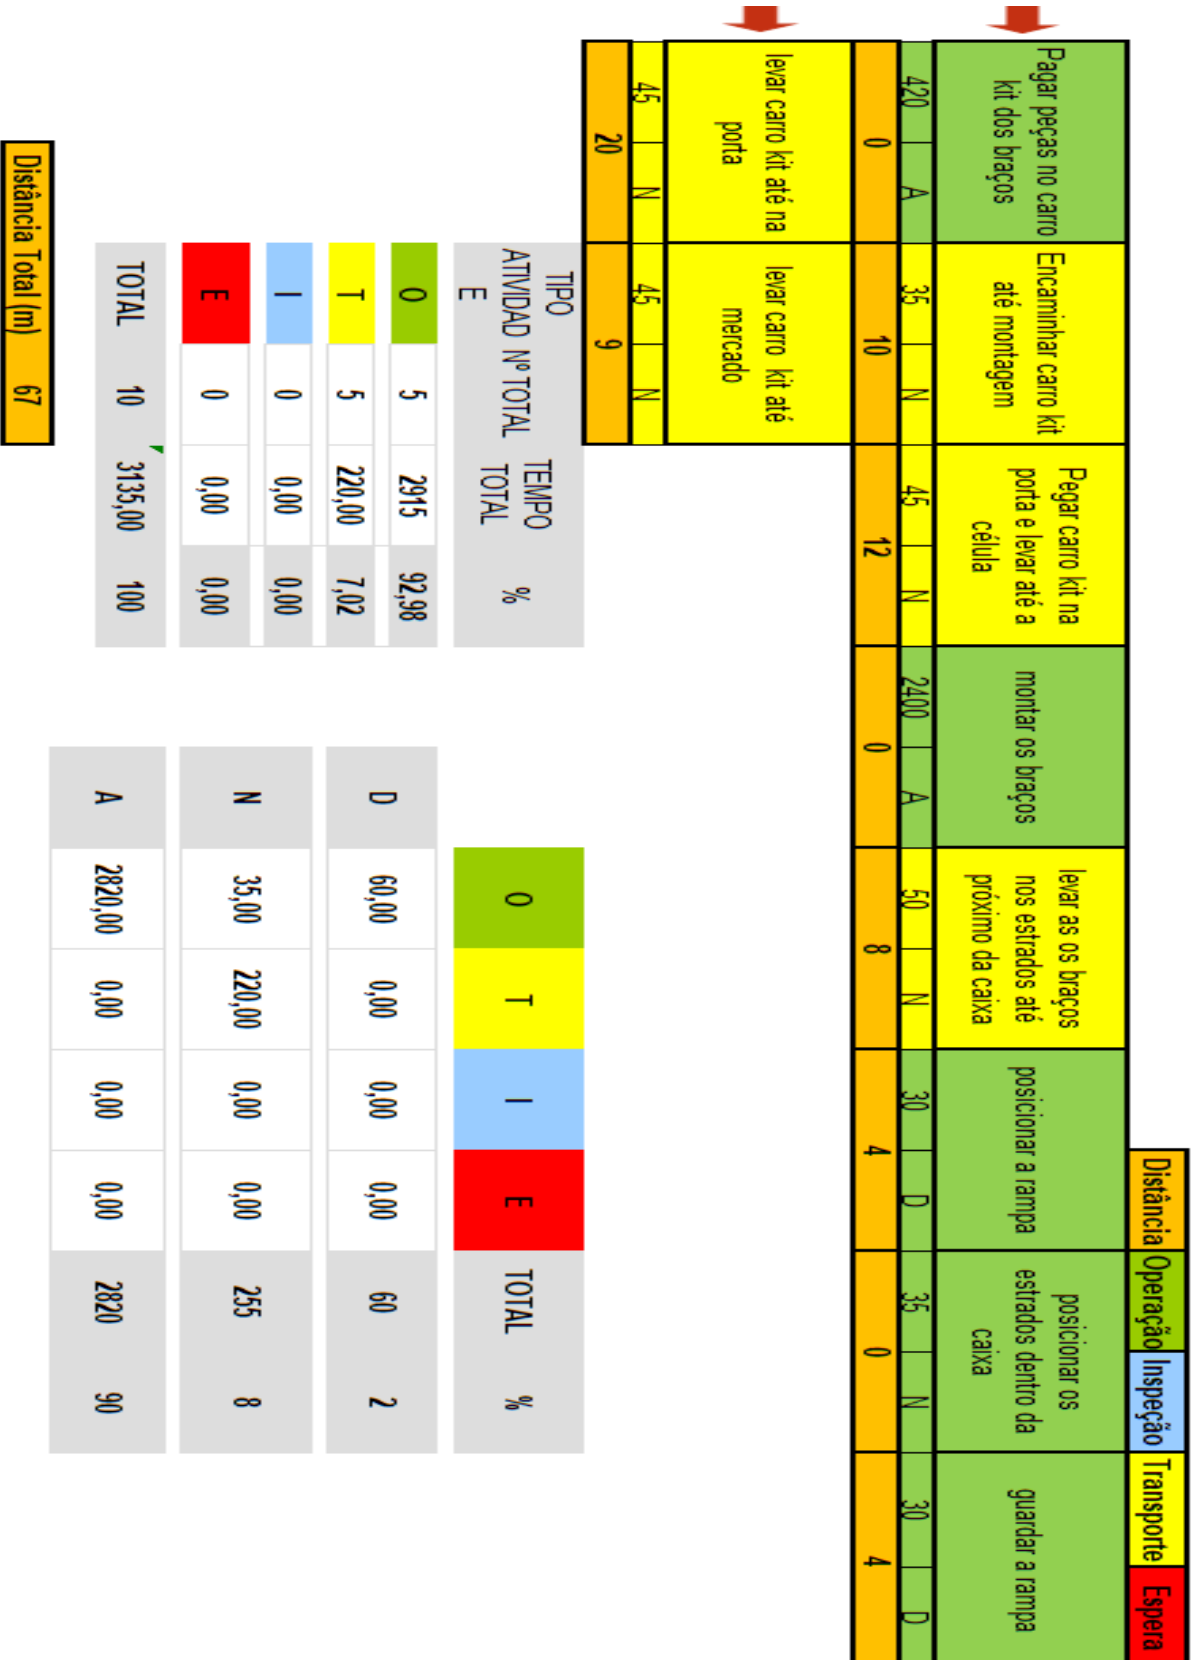 Distância Operação Inspeção Transporte Espera
Pagar peças no carro
kit dos braços
Encaminhar carro kit
até montagem
Pegar carro kit na
porta e levar até a
célula
montar os braços
levar as os braços
nos estrados até
próximo da caixa
posicionar a rampa
posicionar os
estrados dentro da
caixa
guardar a rampa
420 A 35 N 45 N 2400 A 50 N 30 D 35 N 30 D
0 10 12 0 8 4 0 4
levar carro kit até na
porta
levar carro kit até
mercado
45 N 45 N
20 9
TIPO
ATIVIDAD
E
Nº TOTAL
TEMPO
TOTAL
%
O 5 2915 92,98
T 5 220,00 7,02
I 0 0,00 0,00
E 0 0,00 0,00
TOTAL 10 3135,00 100
O T I E TOTAL %
D 60,00 0,00 0,00 0,00 60 2
N 35,00 220,00 0,00 0,00 255 8
A 2820,00 0,00 0,00 0,00 2820 90
Distância Total (m) 67